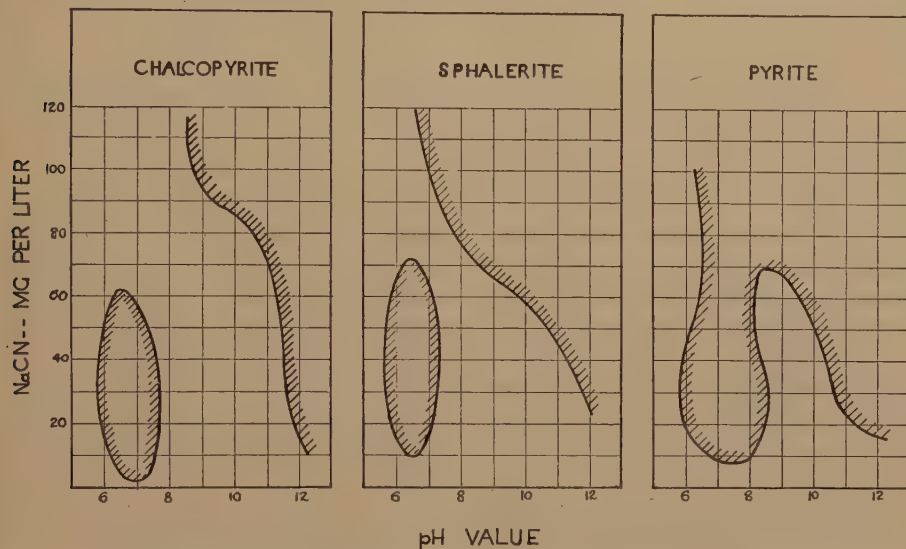 CHALCOPYRITE
SPHALERITE
PYRITE
NaCN-- MG PER LITER
120
100
80
60
40
20
6 8 10 12
6 8 10 12
6 8 10 12
pH VALUE